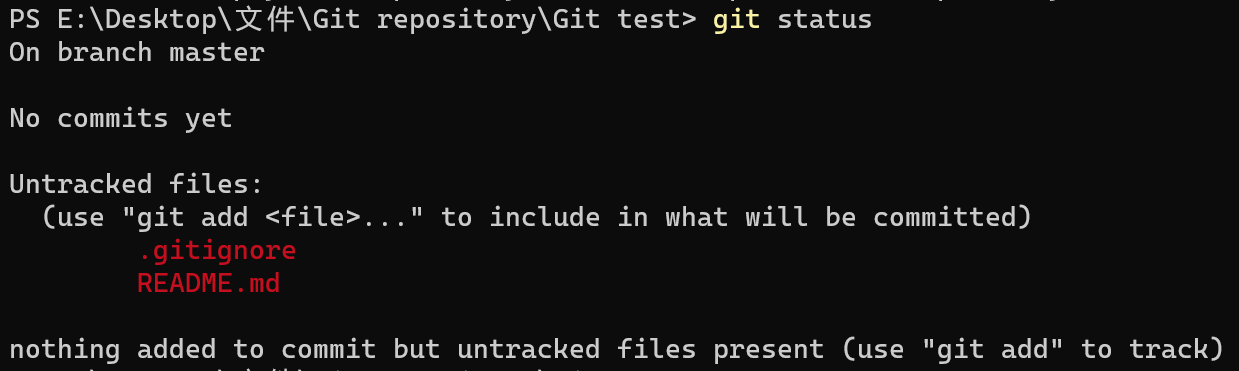 PS E:\Desktop\文件\Git repository\Git test> git status
On branch master
No commits yet
Untracked files:
(use "git add <file>..." to include in what will be committed)
.gitignore
README.md
nothing added to commit but untracked files present (use "git add" to track)